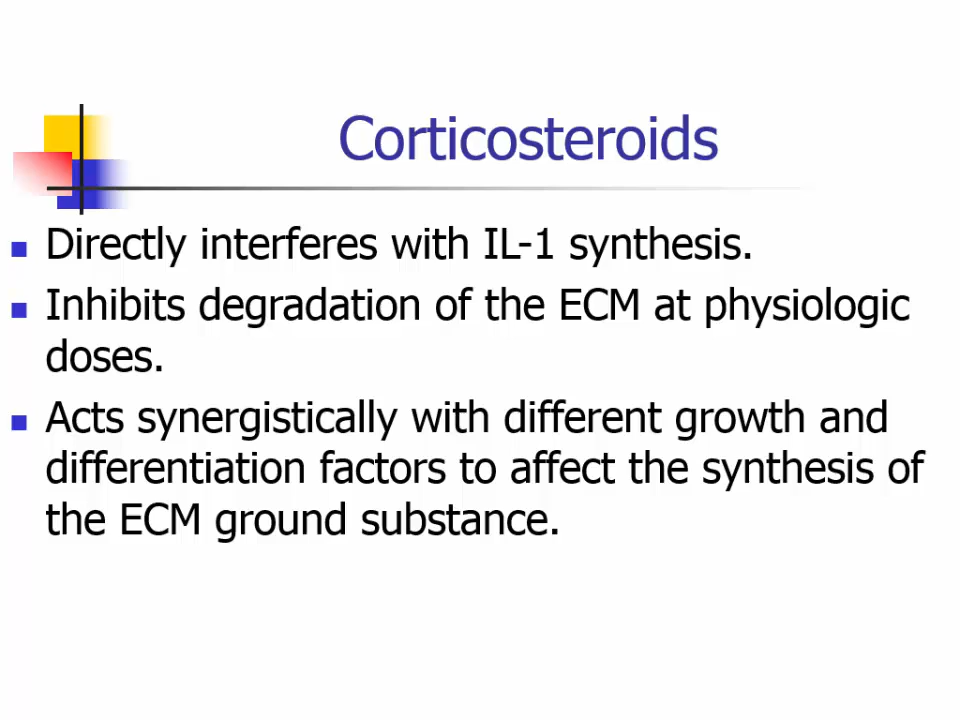 Corticosteroids
Directly interferes with IL-1 synthesis.
Inhibits degradation of the ECM at physiologic
doses.
Acts synergistically with different growth and
differentiation factors to affect the synthesis of
the ECM ground substance.